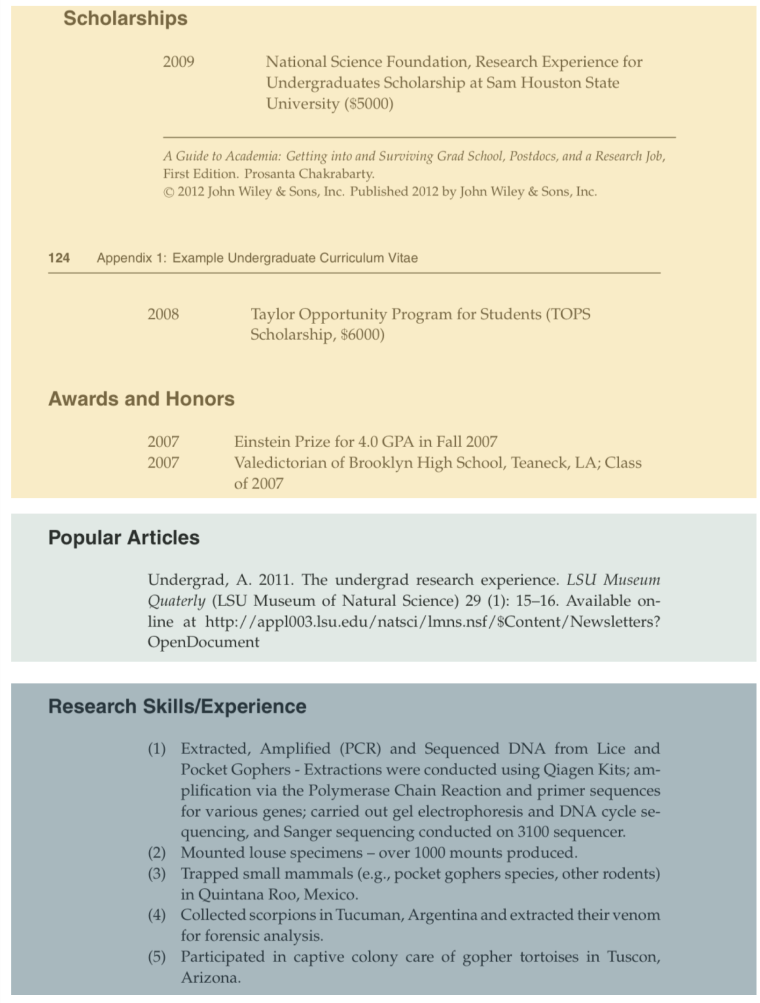 Scholarships
2009 National Science Foundation, Research Experience for
Undergraduates Scholarship at Sam Houston State
University ($5000)
A Guide to Academia: Getting into and Surviving Grad School, Postdocs, and a Research Job,
First Edition. Prosanta Chakrabarty.
© 2012 John Wiley & Sons, Inc. Published 2012 by John Wiley & Sons, Inc.
124 Appendix 1: Example Undergraduate Curriculum Vitae
2008 Taylor Opportunity Program for Students (TOPS
Scholarship, $6000)
Awards and Honors
2007 Einstein Prize for 4.0 GPA in Fall 2007
2007 Valedictorian of Brooklyn High School, Teaneck, LA; Class
of 2007
Popular Articles
Undergrad, A. 2011. The undergrad research experience. LSU Museum
Quaterly (LSU Museum of Natural Science) 29 (1): 15–16. Available on-
line at http://appl003.lsu.edu/natsci/lmns.nsf/$Content/Newsletters?
OpenDocument
Research Skills/Experience
(1) Extracted, Amplified (PCR) and Sequenced DNA from Lice and
Pocket Gophers - Extractions were conducted using Qiagen Kits; am-
plification via the Polymerase Chain Reaction and primer sequences
for various genes; carried out gel electrophoresis and DNA cycle se-
quencing, and Sanger sequencing conducted on 3100 sequencer.
(2) Mounted louse specimens – over 1000 mounts produced.
(3) Trapped small mammals (e.g., pocket gophers species, other rodents)
in Quintana Roo, Mexico.
(4) Collected scorpions in Tucuman, Argentina and extracted their venom
for forensic analysis.
(5) Participated in captive colony care of gopher tortoises in Tuscon,
Arizona.